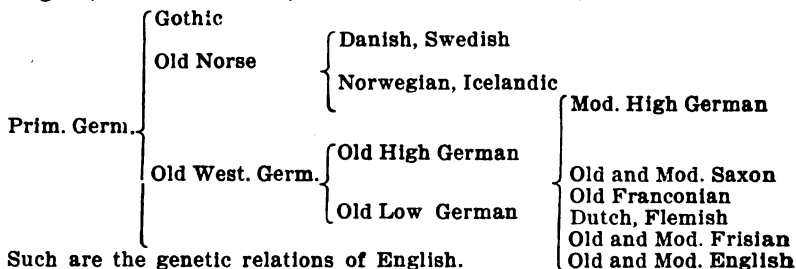 Gothic
Danish, Swedish
Old Norse
Norwegian, Icelandic
Mod. High German
Prim. Germ.
Old High German
Old West. Germ.
Old and Mod. Saxon
Old Franconian
Old Low German
Dutch, Flemish
Old and Mod. Frisian
Such are the genetic relations of English.
Old and Mod. English